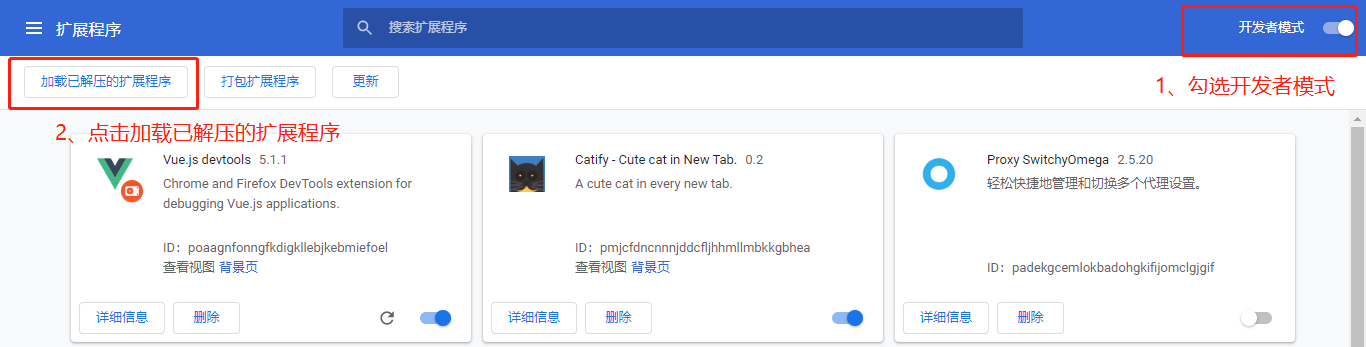 扩展程序
搜索扩展程序
开发者模式
加载已解压的扩展程序
打包扩展程序
更新
1、勾选开发者模式
2、点击加载已解压的扩展程序
Vue.js devtools 5.1.1
Chrome and Firefox DevTools extension for
debugging Vue.js applications.
ID：poaagnfonngfkdigkllebjkebmiefoel
查看视图 背景页
详细信息
删除
Catify - Cute cat in New Tab. 0.2
A cute cat in every new tab.
ID：pmjcfdncnnnjddcfljhhmllmbkkgbhea
查看视图 背景页
详细信息
删除
Proxy SwitchyOmega 2.5.20
轻松快捷地管理和切换多个代理设置。
ID：padekgcemlokbadohgkifijomclgjgif
详细信息
删除